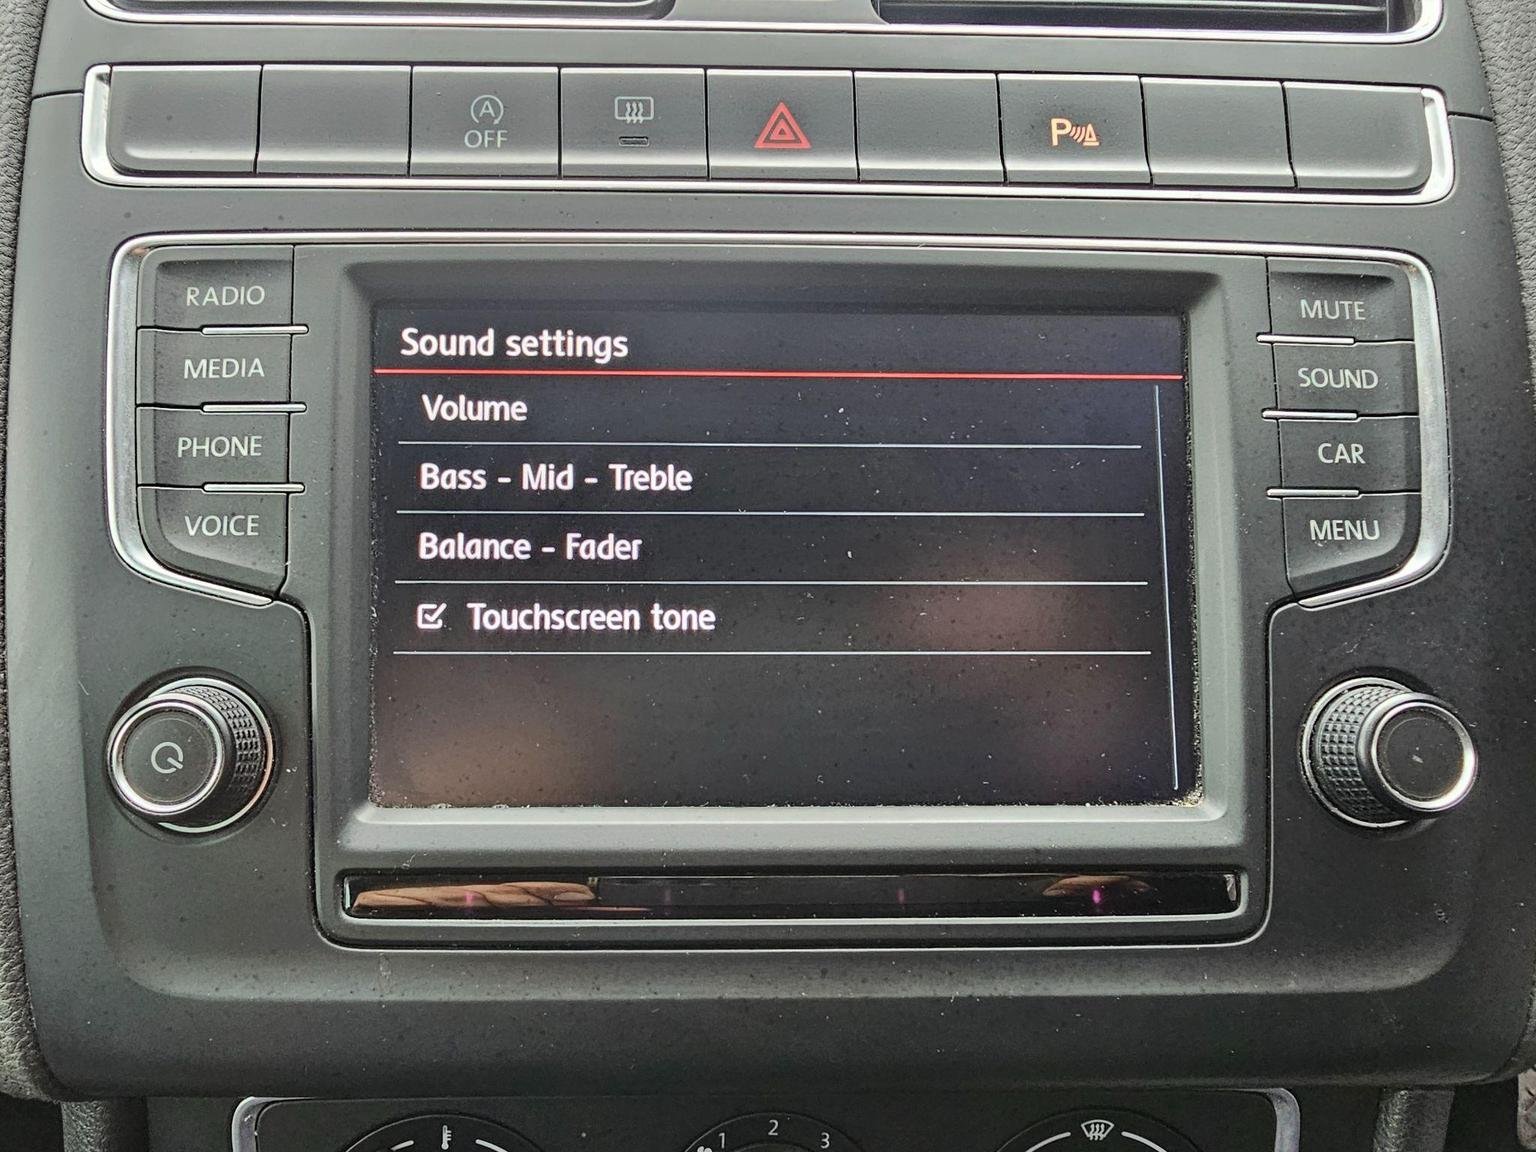 A
OFF
P
RADIO
MEDIA
PHONE
VOICE
Sound settings
Volume
Bass - Mid - Treble
Balance - Fader
Touchscreen tone
MUTE
SOUND
CAR
MENU
1 2 3